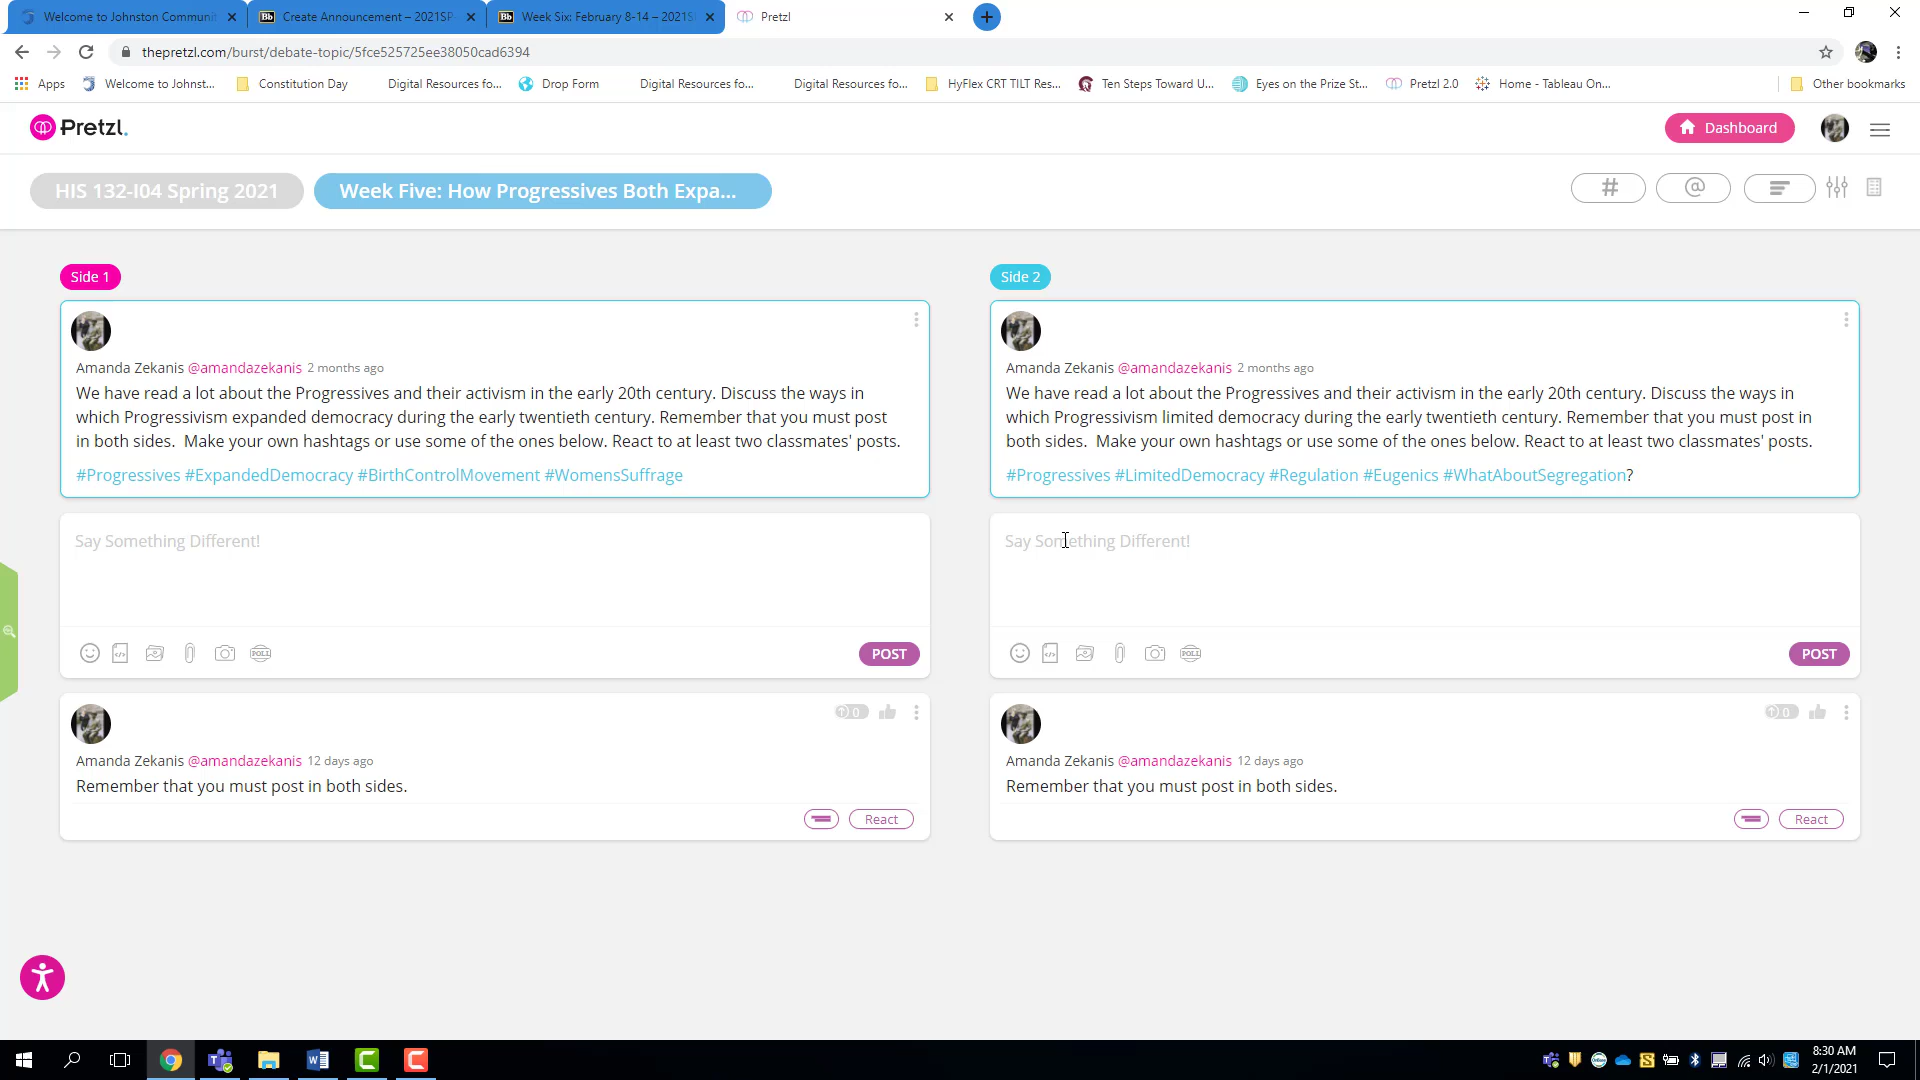 Welcome to Johnston Communi
Bb Create Announcement – 2021SP
Bb Week Six: February 8-14 – 2021S
Pretzl
thepretzl.com/burst/debate-topic/5fce525725ee38050cad6394
Apps Welcome to Johnst... Constitution Day Digital Resources fo... Drop Form Digital Resources fo... Digital Resources fo... HyFlex CRT TILT Res... Ten Steps Toward U... Eyes on the Prize St... Pretzl 2.0 Home - Tableau On... Other bookmarks
Pretzl.
Dashboard
HIS 132-I04 Spring 2021
Week Five: How Progressives Both Expa...
# @
Side 1
Amanda Zekanis @amandazekanis 2 months ago
We have read a lot about the Progressives and their activism in the early 20th century. Discuss the ways in
which Progressivism expanded democracy during the early twentieth century. Remember that you must post
in both sides.  Make your own hashtags or use some of the ones below. React to at least two classmates' posts.
#Progressives #ExpandedDemocracy #BirthControlMovement #WomensSuffrage
Say Something Different!
POLL
POST
0
Amanda Zekanis @amandazekanis 12 days ago
Remember that you must post in both sides.
React
Side 2
Amanda Zekanis @amandazekanis 2 months ago
We have read a lot about the Progressives and their activism in the early 20th century. Discuss the ways in
which Progressivism limited democracy during the early twentieth century. Remember that you must post in
both sides.  Make your own hashtags or use some of the ones below. React to at least two classmates' posts.
#Progressives #LimitedDemocracy #Regulation #Eugenics #WhatAboutSegregation?
Say Something Different!
POLL
POST
0
Amanda Zekanis @amandazekanis 12 days ago
Remember that you must post in both sides.
React
8:30 AM
2/1/2021